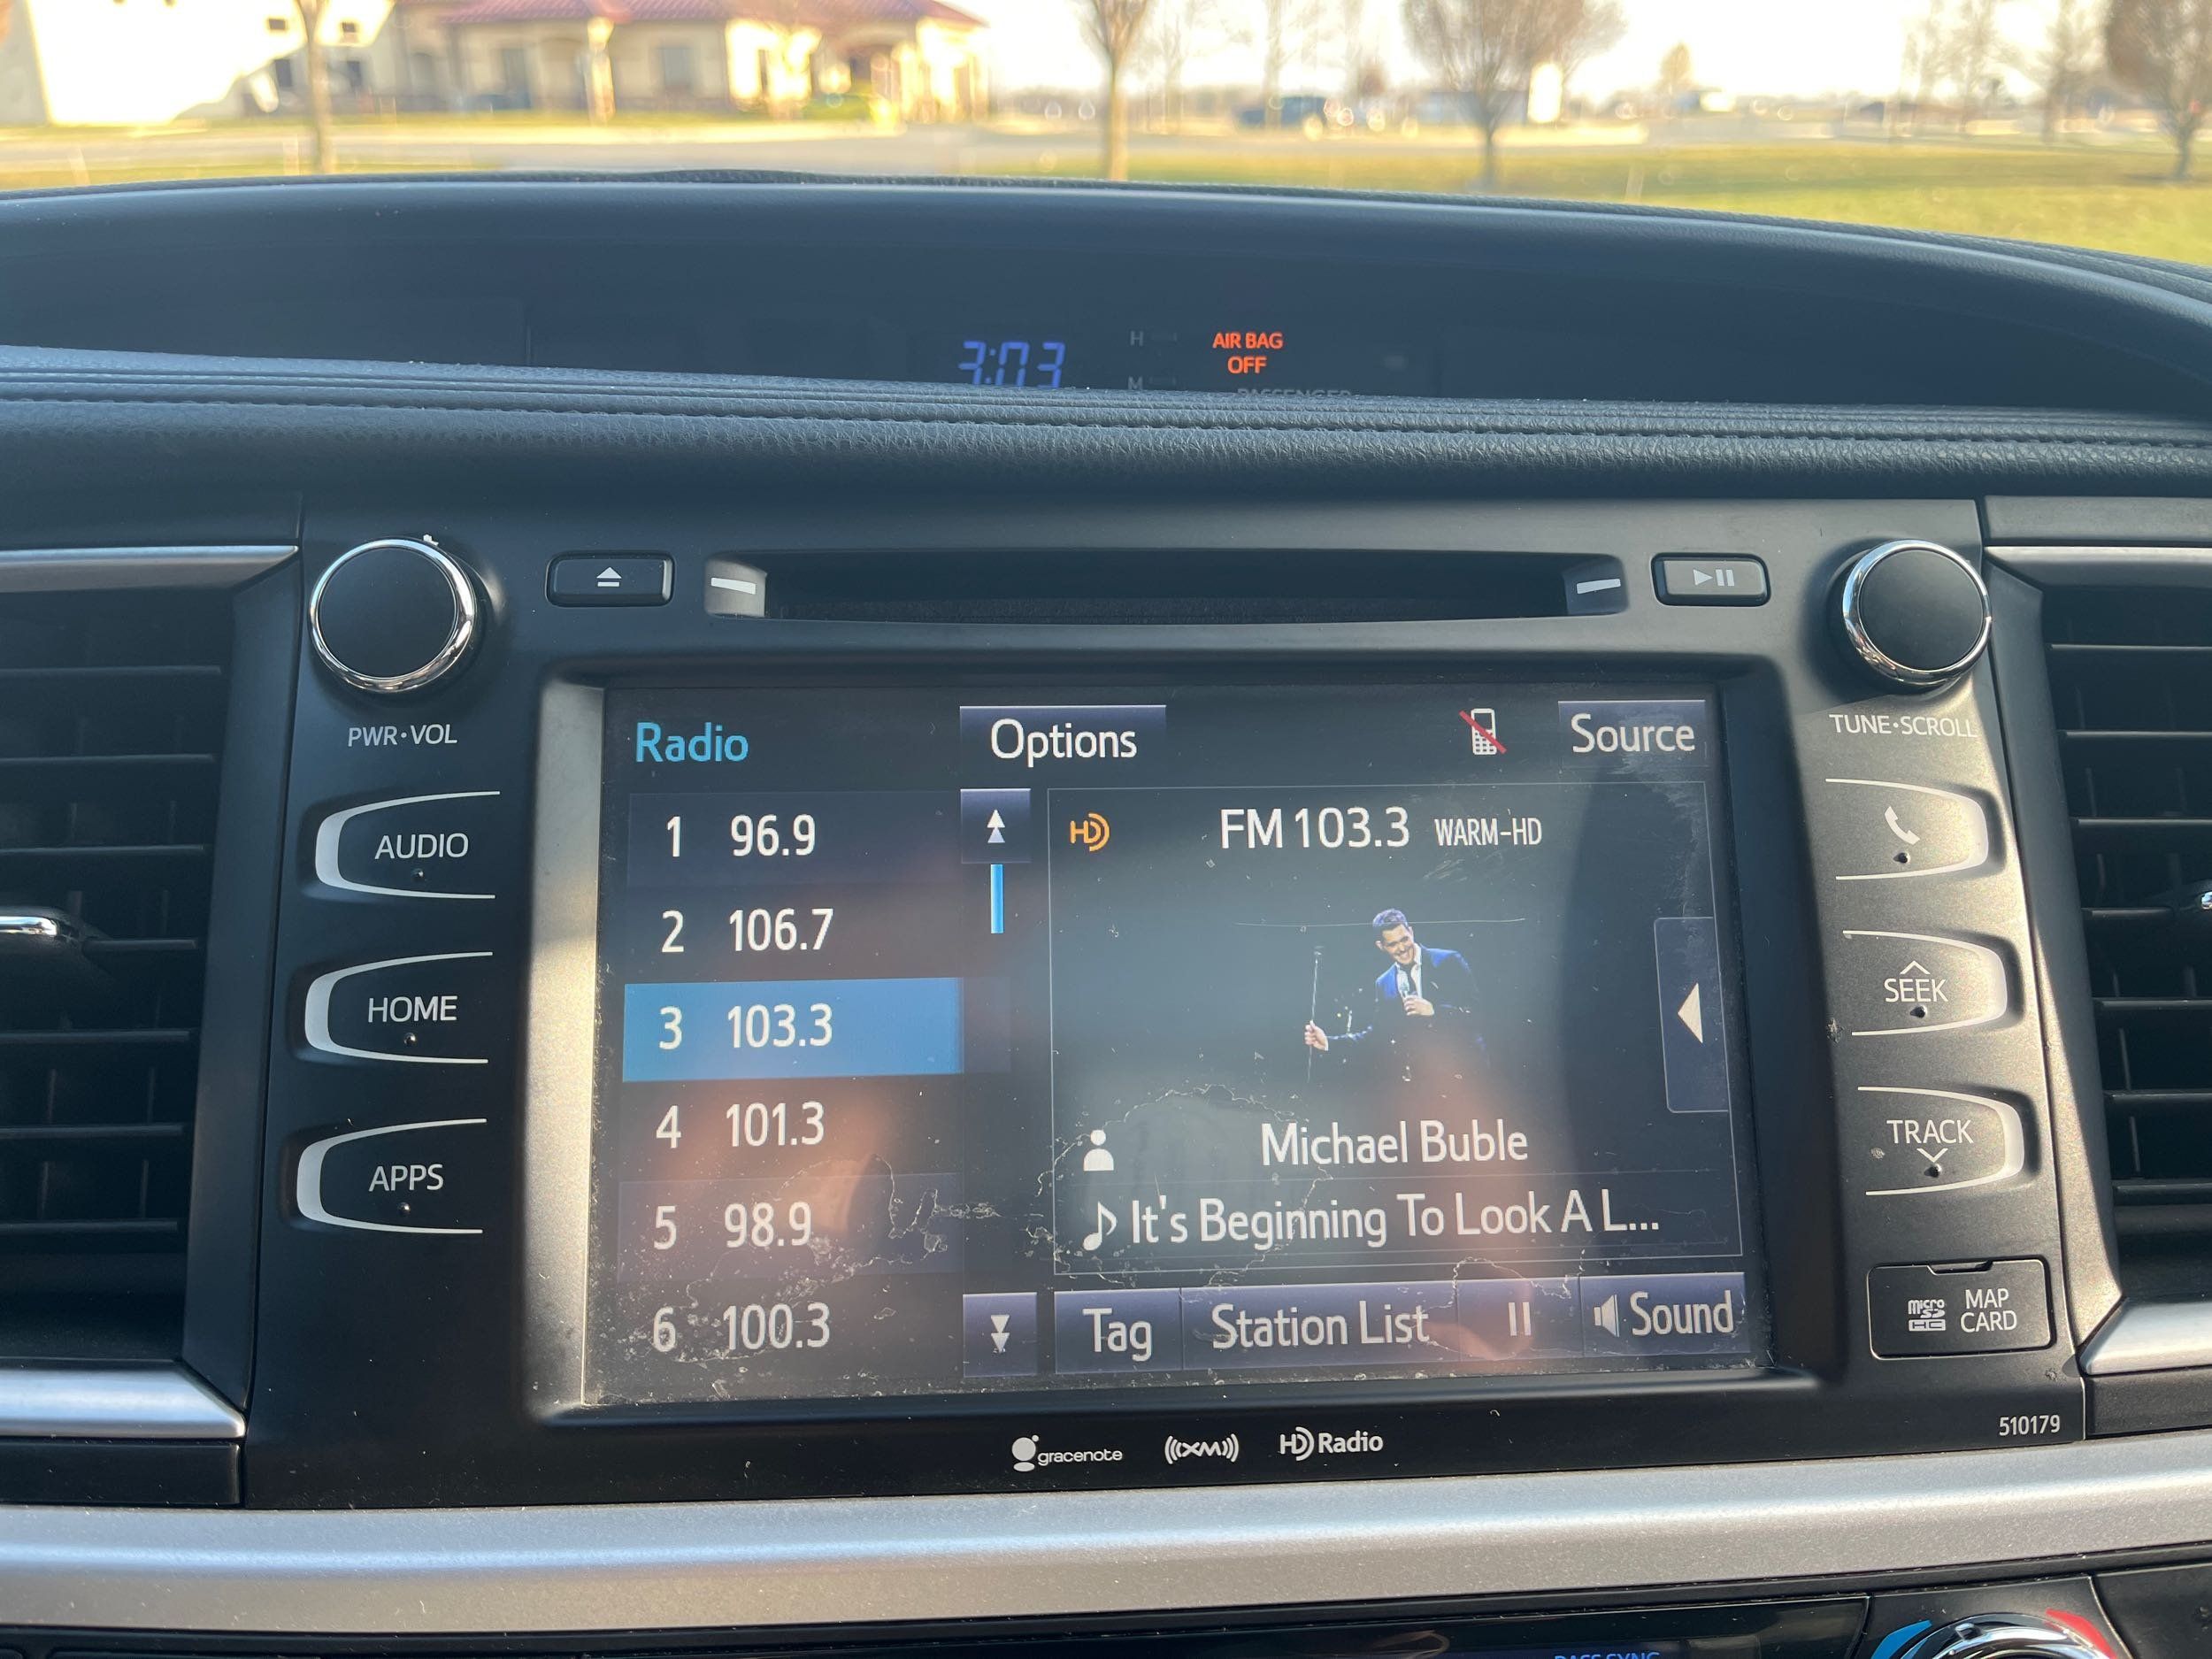 3:03
H
AIR BAG
OFF
M
PASSENGER
PWR•VOL
TUNE•SCROLL
Radio
Options
Source
1 96.9
HD FM 103.3 WARM-HD
AUDIO
2 106.7
HOME
3 103.3
SEEK
4 101.3
Michael Buble
TRACK
APPS
5 98.9
It's Beginning To Look A L...
6 100.3
Tag
Station List
Sound
micro
SD
HC
MAP
CARD
510179
gracenote
((XM))
HD Radio